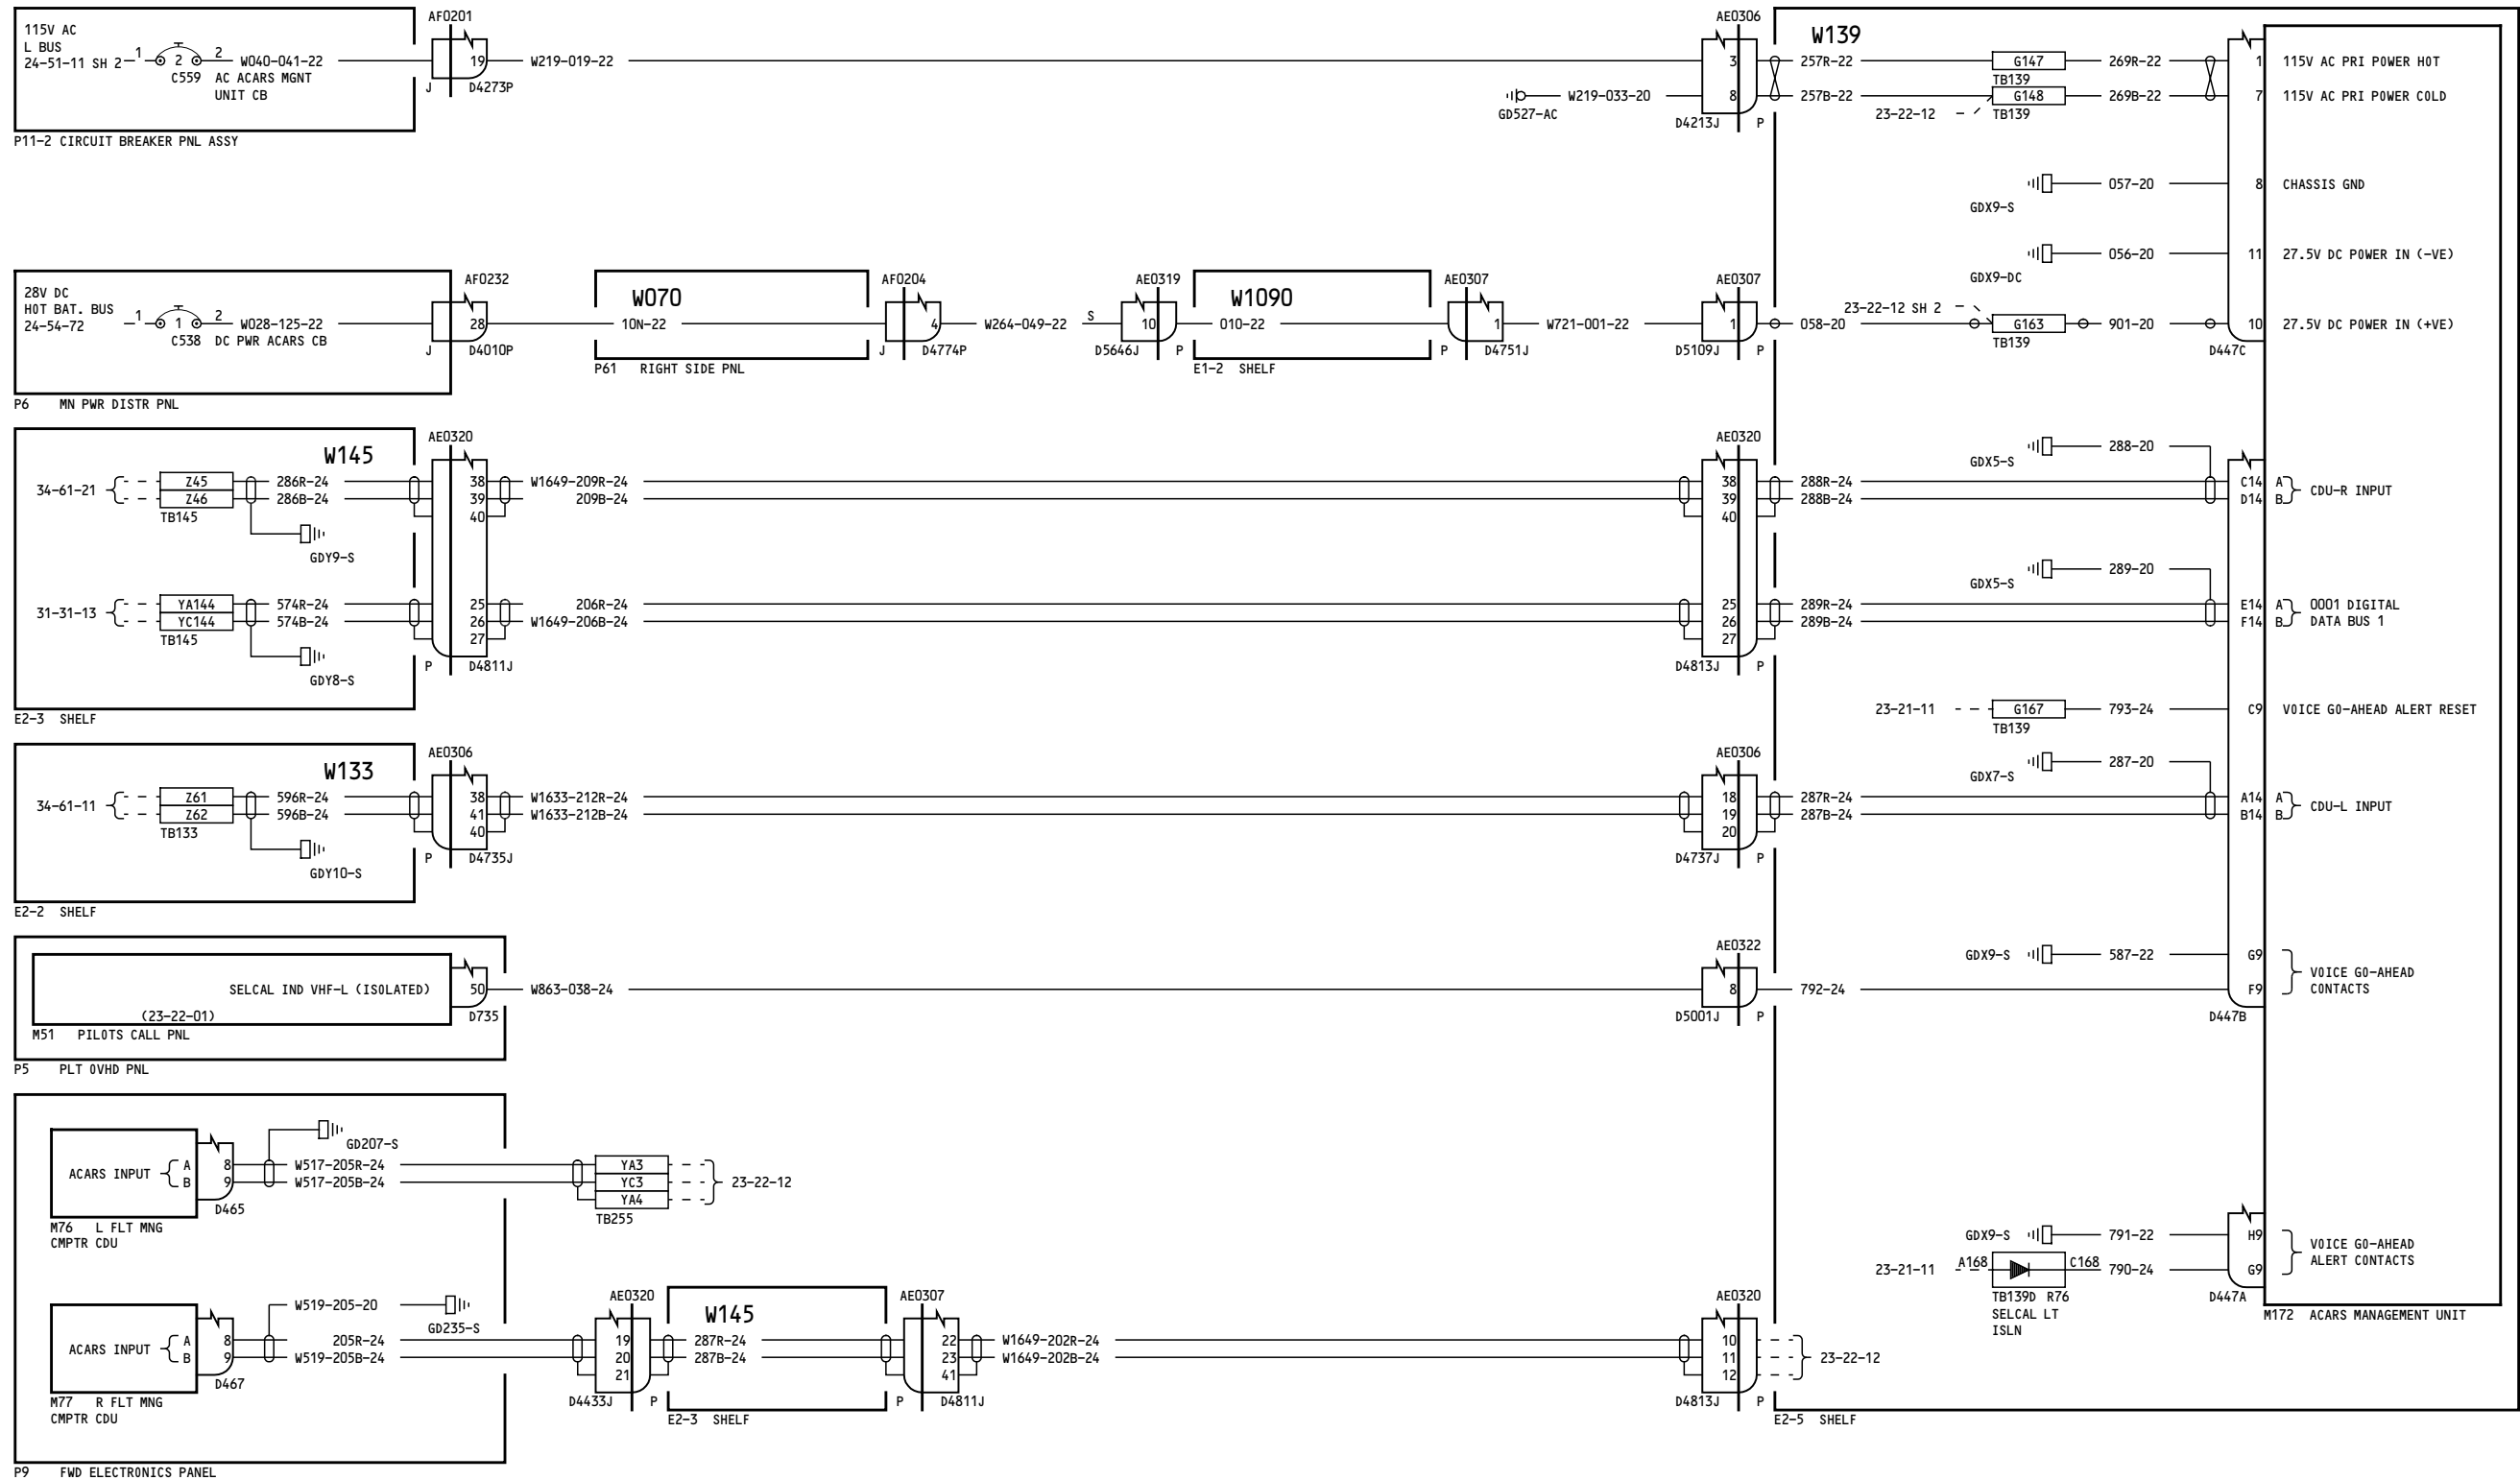 115V AC
L BUS
24-51-11 SH 2
1
2
2
C559
AC ACARS MGNT
UNIT CB
W040-041-22
AF0201
19
J
D4273P
W219-019-22
P11-2 CIRCUIT BREAKER PNL ASSY
GD527-AC
W219-033-20
AE0306
3
8
D4213J
P
W139
257R-22
257B-22
G147
TB139
G148
TB139
23-22-12
269R-22
269B-22
1
7
115V AC PRI POWER HOT
115V AC PRI POWER COLD
GDX9-S
057-20
8
CHASSIS GND
GDX9-DC
056-20
11
27.5V DC POWER IN (-VE)
28V DC
HOT BAT. BUS
24-54-72
1
1
2
C538
DC PWR ACARS CB
W028-125-22
AF0232
28
J
D4010P
P6 MN PWR DISTR PNL
W070
10N-22
P61 RIGHT SIDE PNL
AF0204
4
J
D4774P
W264-049-22
S
AE0319
10
D5646J
P
W1090
010-22
E1-2 SHELF
AE0307
1
P
D4751J
W721-001-22
AE0307
1
D5109J
P
058-20
23-22-12 SH 2
G163
TB139
901-20
10
27.5V DC POWER IN (+VE)
D447C
W145
34-61-21
Z45
Z46
TB145
286R-24
286B-24
GDY9-S
31-31-13
YA144
YC144
TB145
574R-24
574B-24
GDY8-S
E2-3 SHELF
AE0320
38
39
40
25
26
27
P
D4811J
W1649-209R-24
209B-24
206R-24
W1649-206B-24
AE0320
38
39
40
25
26
27
D4813J
P
288R-24
288B-24
289R-24
289B-24
GDX5-S
288-20
GDX5-S
289-20
C14 A
D14 B
CDU-R INPUT
E14 A
F14 B
0001 DIGITAL
DATA BUS 1
23-21-11
G167
TB139
793-24
C9
VOICE GO-AHEAD ALERT RESET
W133
34-61-11
Z61
Z62
TB133
596R-24
596B-24
GDY10-S
E2-2 SHELF
AE0306
38
41
40
P
D4735J
W1633-212R-24
W1633-212B-24
AE0306
18
19
20
D4737J
P
287R-24
287B-24
GDX7-S
287-20
A14 A
B14 B
CDU-L INPUT
SELCAL IND VHF-L (ISOLATED)
(23-22-01)
M51 PILOTS CALL PNL
50
D735
P5 PLT OVHD PNL
W863-038-24
AE0322
8
D5001J
P
792-24
GDX9-S
587-22
G9
F9
VOICE GO-AHEAD
CONTACTS
D447B
ACARS INPUT
A
B
8
9
D465
M76 L FLT MNG
CMPTR CDU
GD207-S
W517-205R-24
W517-205B-24
YA3
YC3
YA4
TB255
23-22-12
ACARS INPUT
A
B
8
9
D467
M77 R FLT MNG
CMPTR CDU
W519-205-20
GD235-S
205R-24
W519-205B-24
P9 FWD ELECTRONICS PANEL
AE0320
19
20
21
D4433J
P
W145
287R-24
287B-24
E2-3 SHELF
AE0307
22
23
41
P
D4811J
W1649-202R-24
W1649-202B-24
AE0320
10
11
12
D4813J
P
23-22-12
E2-5 SHELF
GDX9-S
791-22
H9
23-21-11
A168
C168
790-24
G9
TB139D R76
SELCAL LT
ISLN
VOICE GO-AHEAD
ALERT CONTACTS
D447A
M172 ACARS MANAGEMENT UNIT